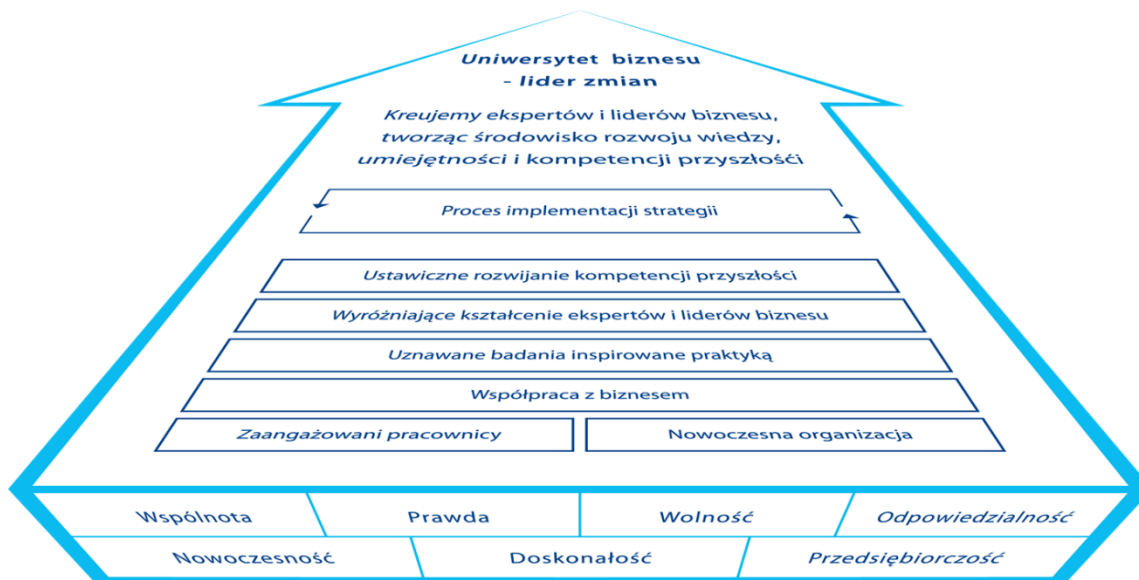 Uniwersytet biznesu
- lider zmian
Kreujemy ekspertów i liderów biznesu,
tworząc środowisko rozwoju wiedzy,
umiejętności i kompetencji przyszłośći
Proces implementacji strategii
Ustawiczne rozwijanie kompetencji przyszłości
Wyróżniające kształcenie ekspertów i liderów biznesu
Uznawane badania inspirowane praktyką
Współpraca z biznesem
Zaangażowani pracownicy Nowoczesna organizacja
Wspólnota Prawda Wolność Odpowiedzialność
Nowoczesność Doskonałość Przedsiębiorczość